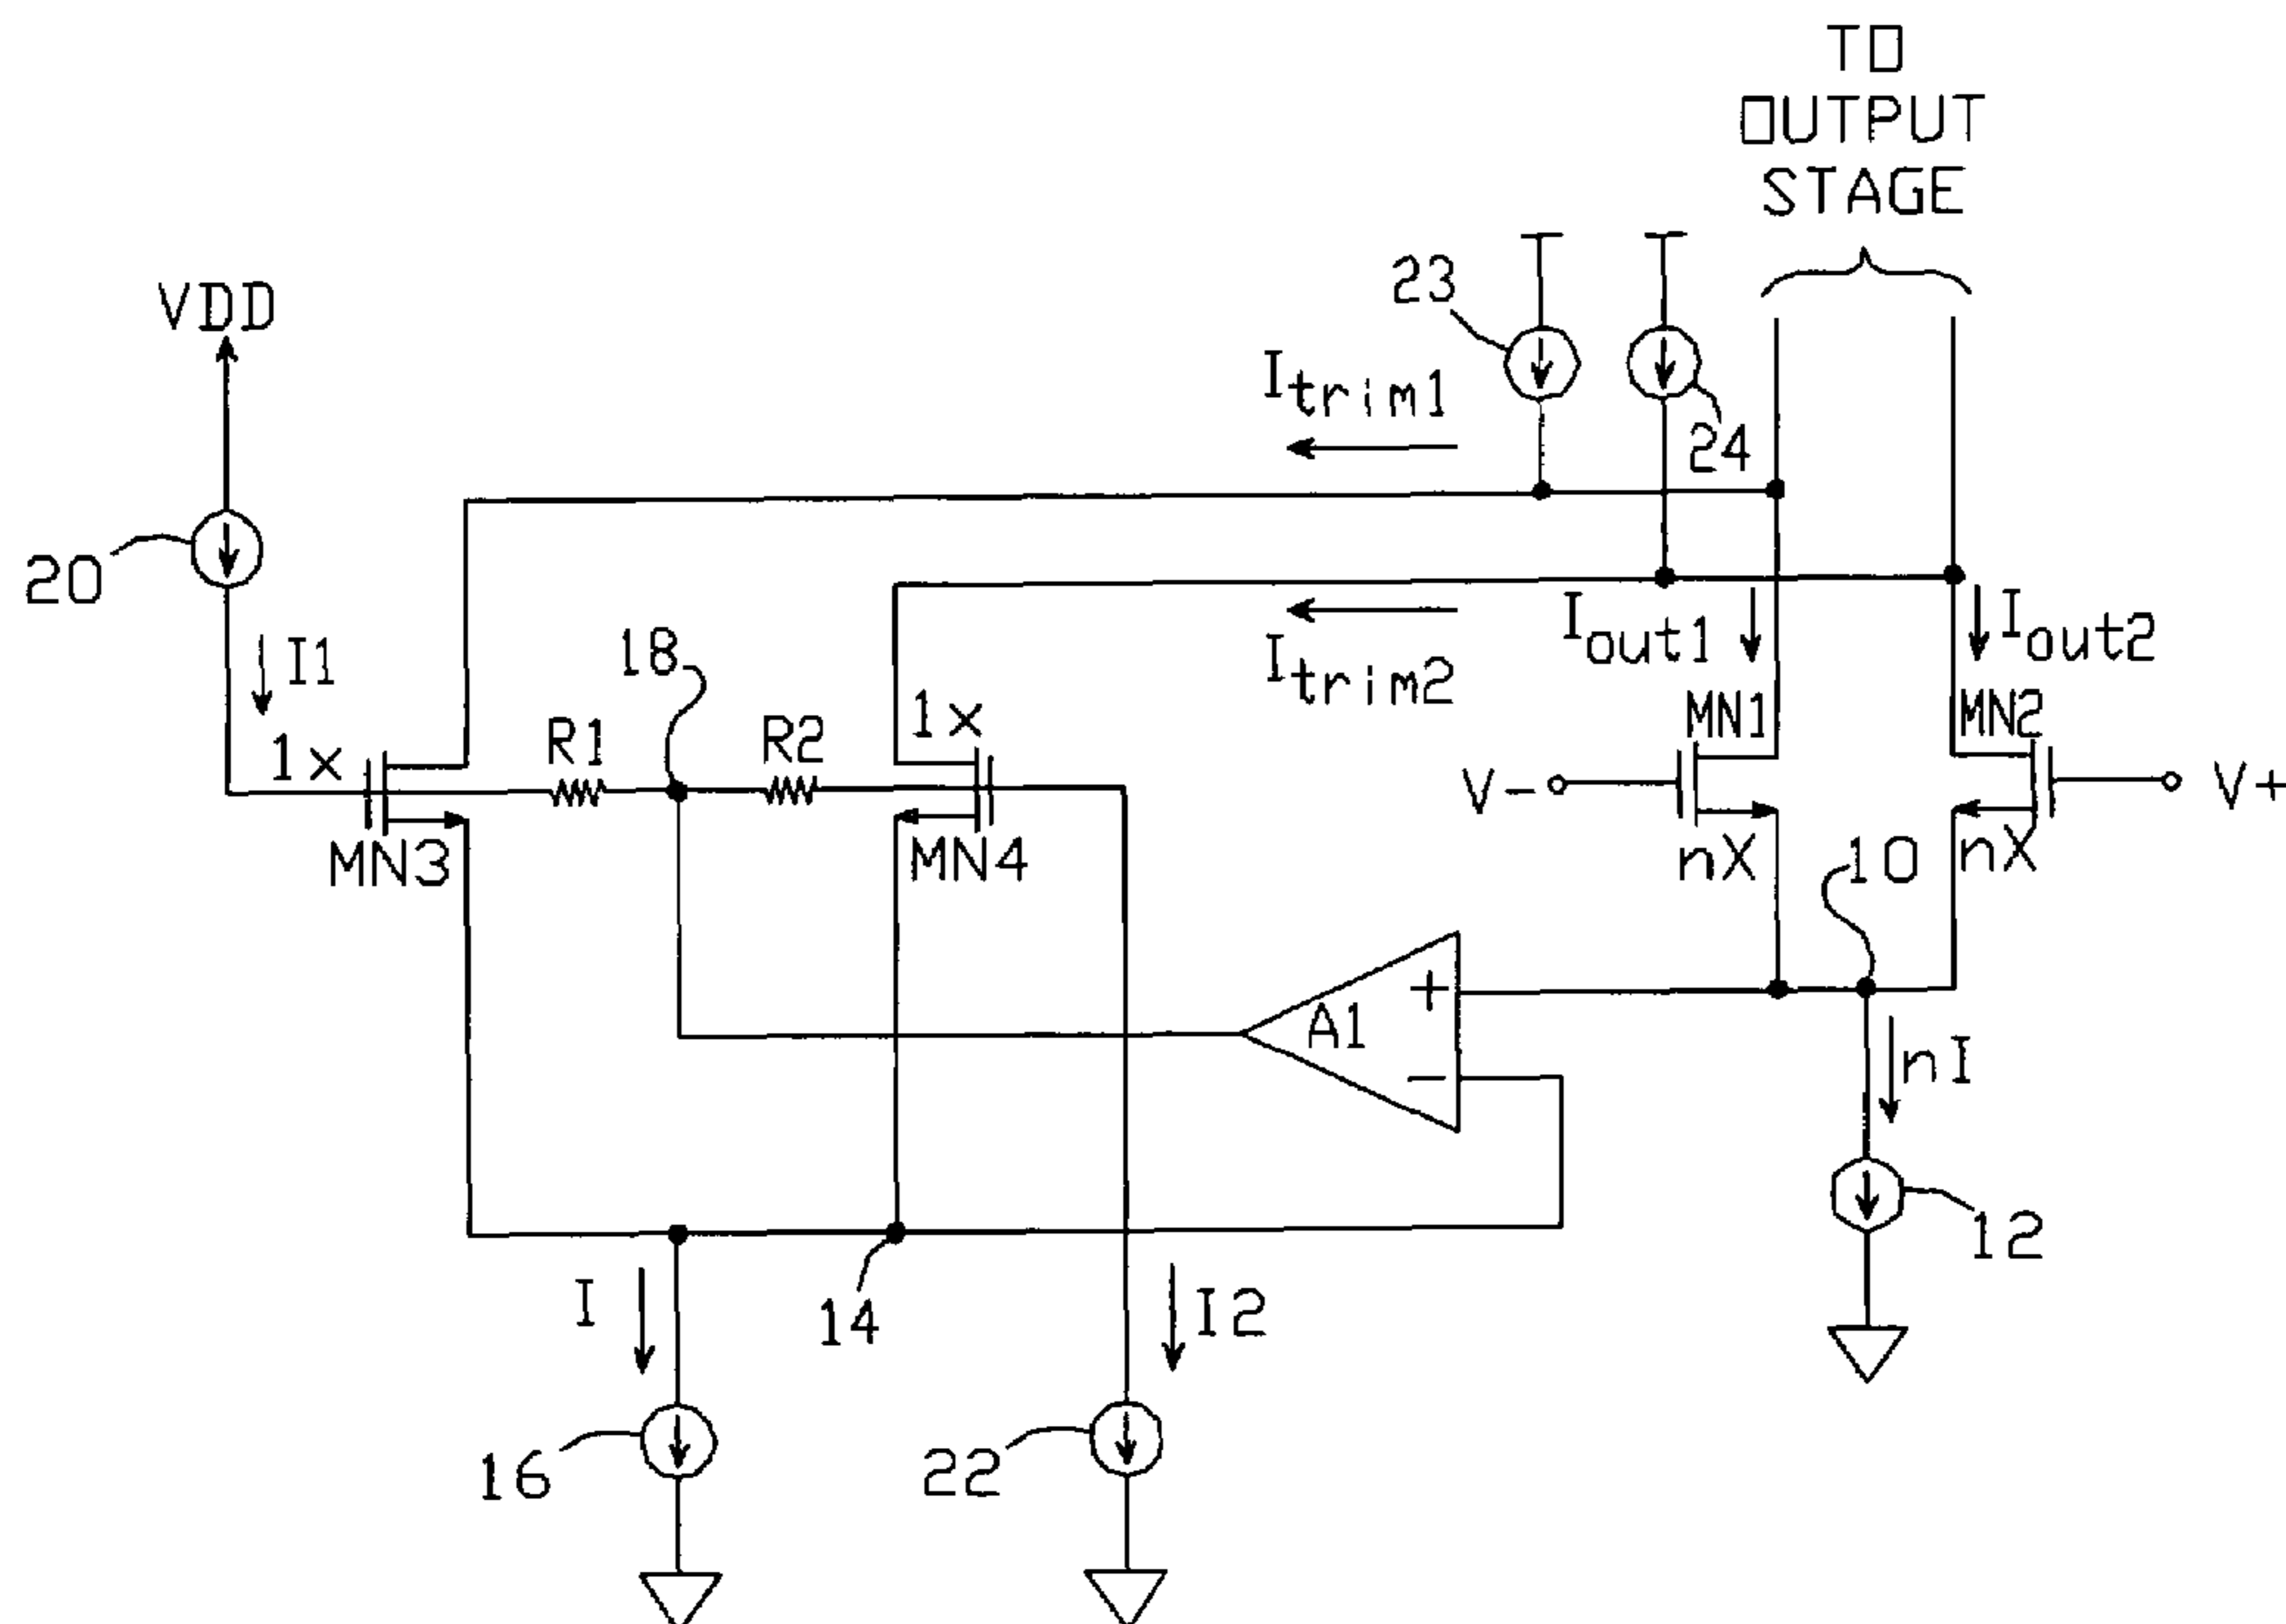 TO
OUTPUT
STAGE
VDD
23
24
Itrim1
20
I1
18
Itrim2
Iout1
Iout2
1x
R1
R2
1x
MN1
MN2
V-
V+
MN3
MN4
nX
10
nX
A1
+
-
nI
12
I
14
I2
16
22